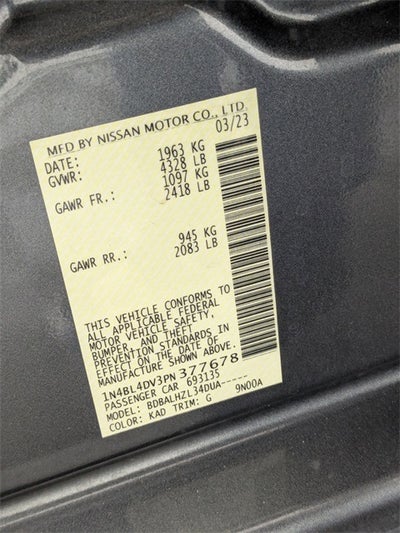 MFD BY NISSAN MOTOR CO., LTD.
DATE: 03/23
GVWR: 1963 KG
4328 LB
GAWR FR.: 1097 KG
2418 LB
GAWR RR.: 945 KG
2083 LB
THIS VEHICLE CONFORMS TO
ALL APPLICABLE FEDERAL
MOTOR VEHICLE SAFETY,
BUMPER, AND THEFT
PREVENTION STANDARDS IN
EFFECT ON THE DATE OF
MANUFACTURE SHOWN ABOVE.
1N4BL4DV3PN 377678
PASSENGER CAR 693135
MODEL: BDBALHZL34DUA-----
COLOR: KAD TRIM: G 9N00A